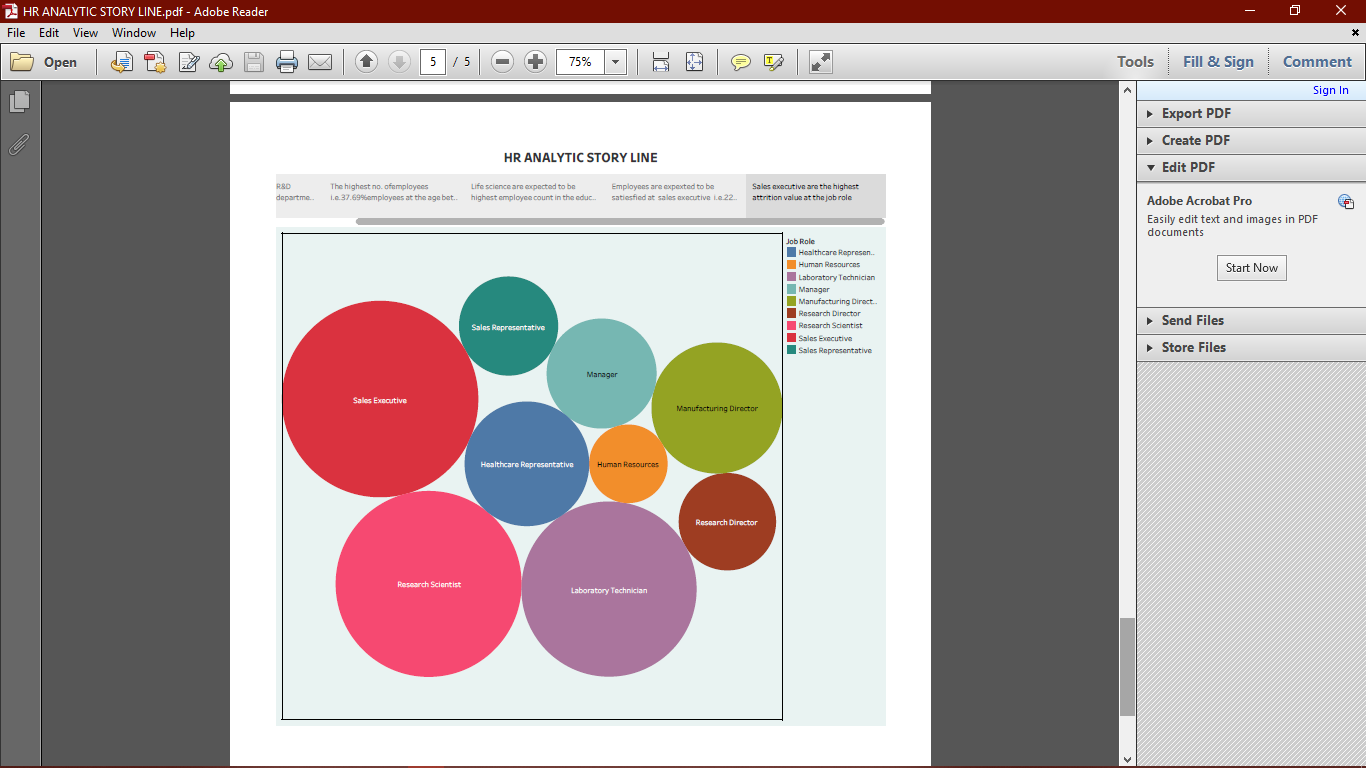 HR ANALYTIC STORY LINE.pdf - Adobe Reader
File Edit View Window Help
Open 5 / 5 75% Tools Fill & Sign Comment
Sign In
Export PDF
Create PDF
Edit PDF
Adobe Acrobat Pro
Easily edit text and images in PDF
documents
Start Now
Send Files
Store Files
HR ANALYTIC STORY LINE
R&D
departme..
The highest no. ofemployees
i.e.37.69%employees at the age bet..
Life science are expected to be
highest employee count in the educ..
Employees are expexted to be
satiesfied at sales executive i.e.22..
Sales executive are the highest
attrition value at the job role
Job Role
Healthcare Represen..
Human Resources
Laboratory Technician
Manager
Manufacturing Direct..
Research Director
Research Scientist
Sales Executive
Sales Representative
Sales Representative
Manager
Sales Executive
Manufacturing Director
Healthcare Representative
Human Resources
Research Director
Research Scientist
Laboratory Technician